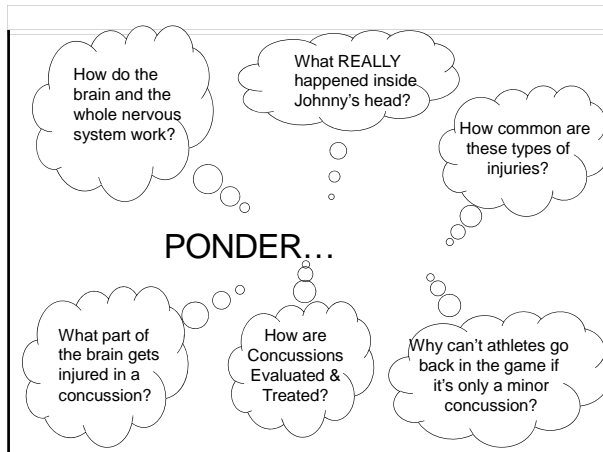 How do the
brain and the
whole nervous
system work?
What REALLY
happened inside
Johnny's head?
How common are
these types of
injuries?
PONDER…
What part of
the brain gets
injured in a
concussion?
How are
Concussions
Evaluated &
Treated?
Why can't athletes go
back in the game if
it's only a minor
concussion?